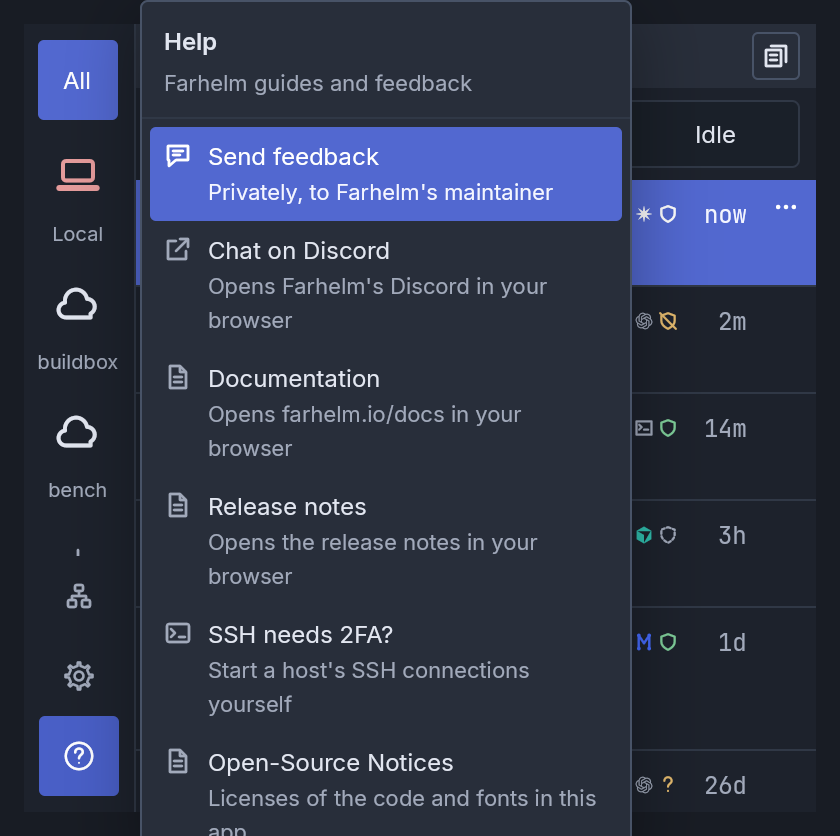 All
Local
buildbox
bench
Help
Farhelm guides and feedback
Send feedback
Privately, to Farhelm's maintainer
Chat on Discord
Opens Farhelm's Discord in your
browser
Documentation
Opens farhelm.io/docs in your
browser
Release notes
Opens the release notes in your
browser
SSH needs 2FA?
Start a host's SSH connections
yourself
Open-Source Notices
Licenses of the code and fonts in this
app
Idle
now
2m
14m
3h
1d
26d